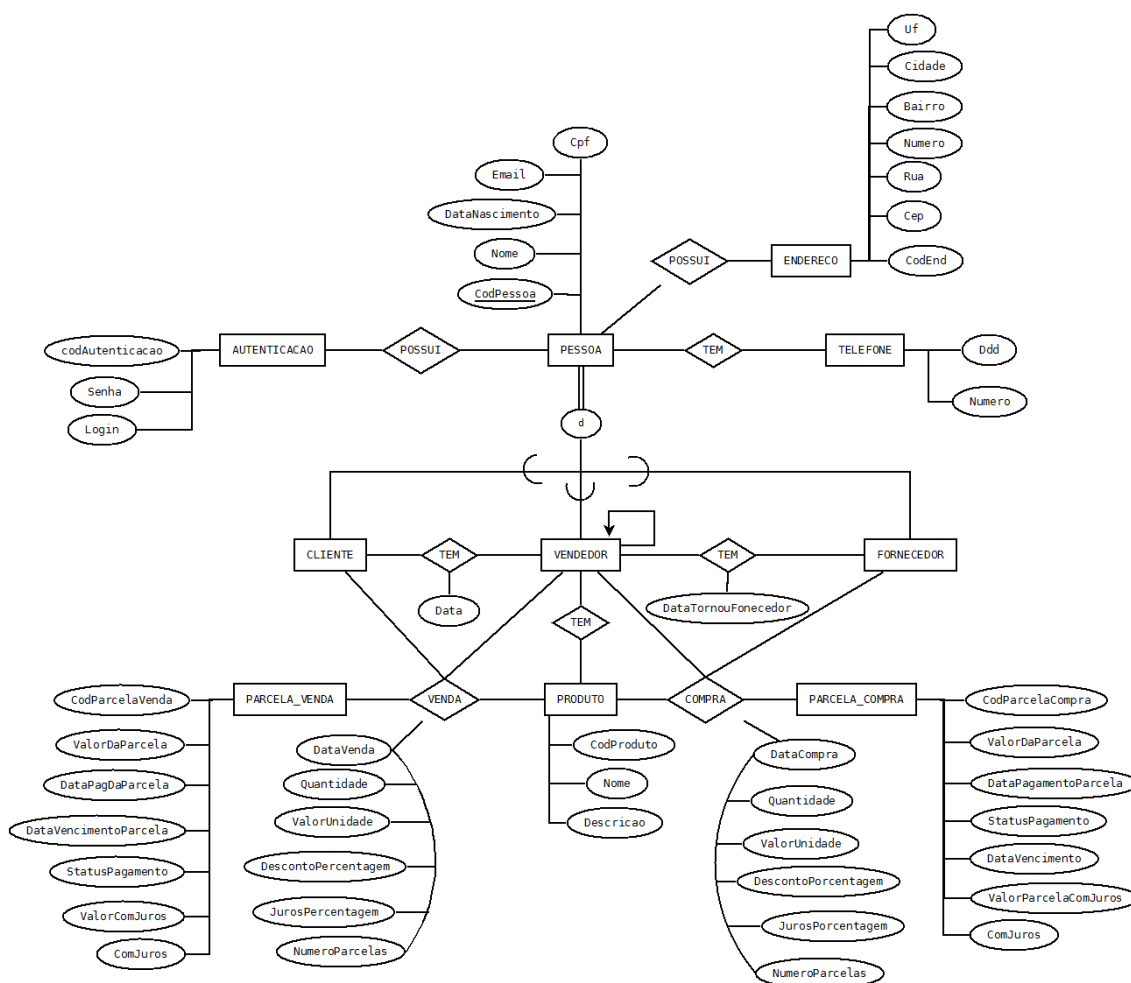 Uf
Cidade
Bairro
Cpf
Numero
Email
Rua
DataNascimento
Cep
Nome
POSSUI
ENDERECO
CodEnd
CodPessoa
codAutenticacao
AUTENTICACAO
POSSUI
PESSOA
TEM
TELEFONE
Ddd
Senha
Numero
Login
d
CLIENTE
TEM
VENDEDOR
TEM
FORNECEDOR
Data
DataTornouFonecedor
TEM
CodParcelaVenda
PARCELA_VENDA
VENDA
PRODUTO
COMPRA
PARCELA_COMPRA
CodParcelaCompra
ValorDaParcela
DataVenda
CodProduto
DataCompra
ValorDaParcela
DataPagDaParcela
Quantidade
Nome
Quantidade
DataPagamentoParcela
DataVencimentoParcela
ValorUnidade
Descricao
ValorUnidade
StatusPagamento
StatusPagamento
DescontoPercentagem
DescontoPorcentagem
DataVencimento
ValorComJuros
JurosPercentagem
JurosPorcentagem
ValorParcelaComJuros
ComJuros
NumeroParcelas
NumeroParcelas
ComJuros